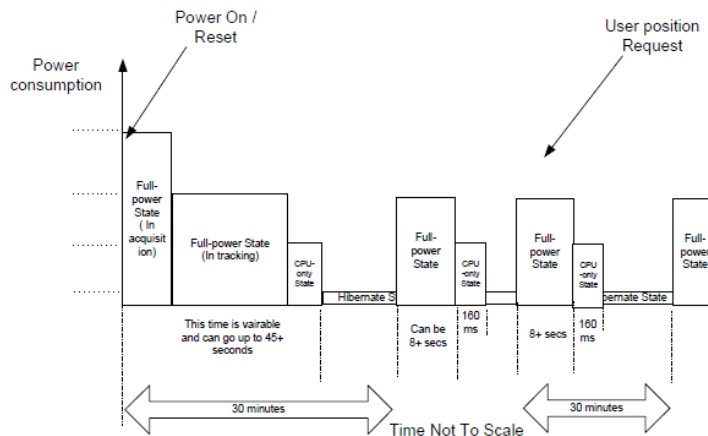 Power On /
Reset
User position
Request
Power
consumption
Full-
power
State
( In
acquisit
ion)
Full-power State
(In tracking)
CPU-
only
State
Hibernate S
Full-
power
State
CPU
-only
State
Full-
power
State
CPU
-only
State
bernate State
Full-
power
State
This time is vairable
and can go up to 45+
seconds
Can be
8+ secs
160
ms
8+ secs
160
ms
30 minutes
30 minutes
Time Not To Scale